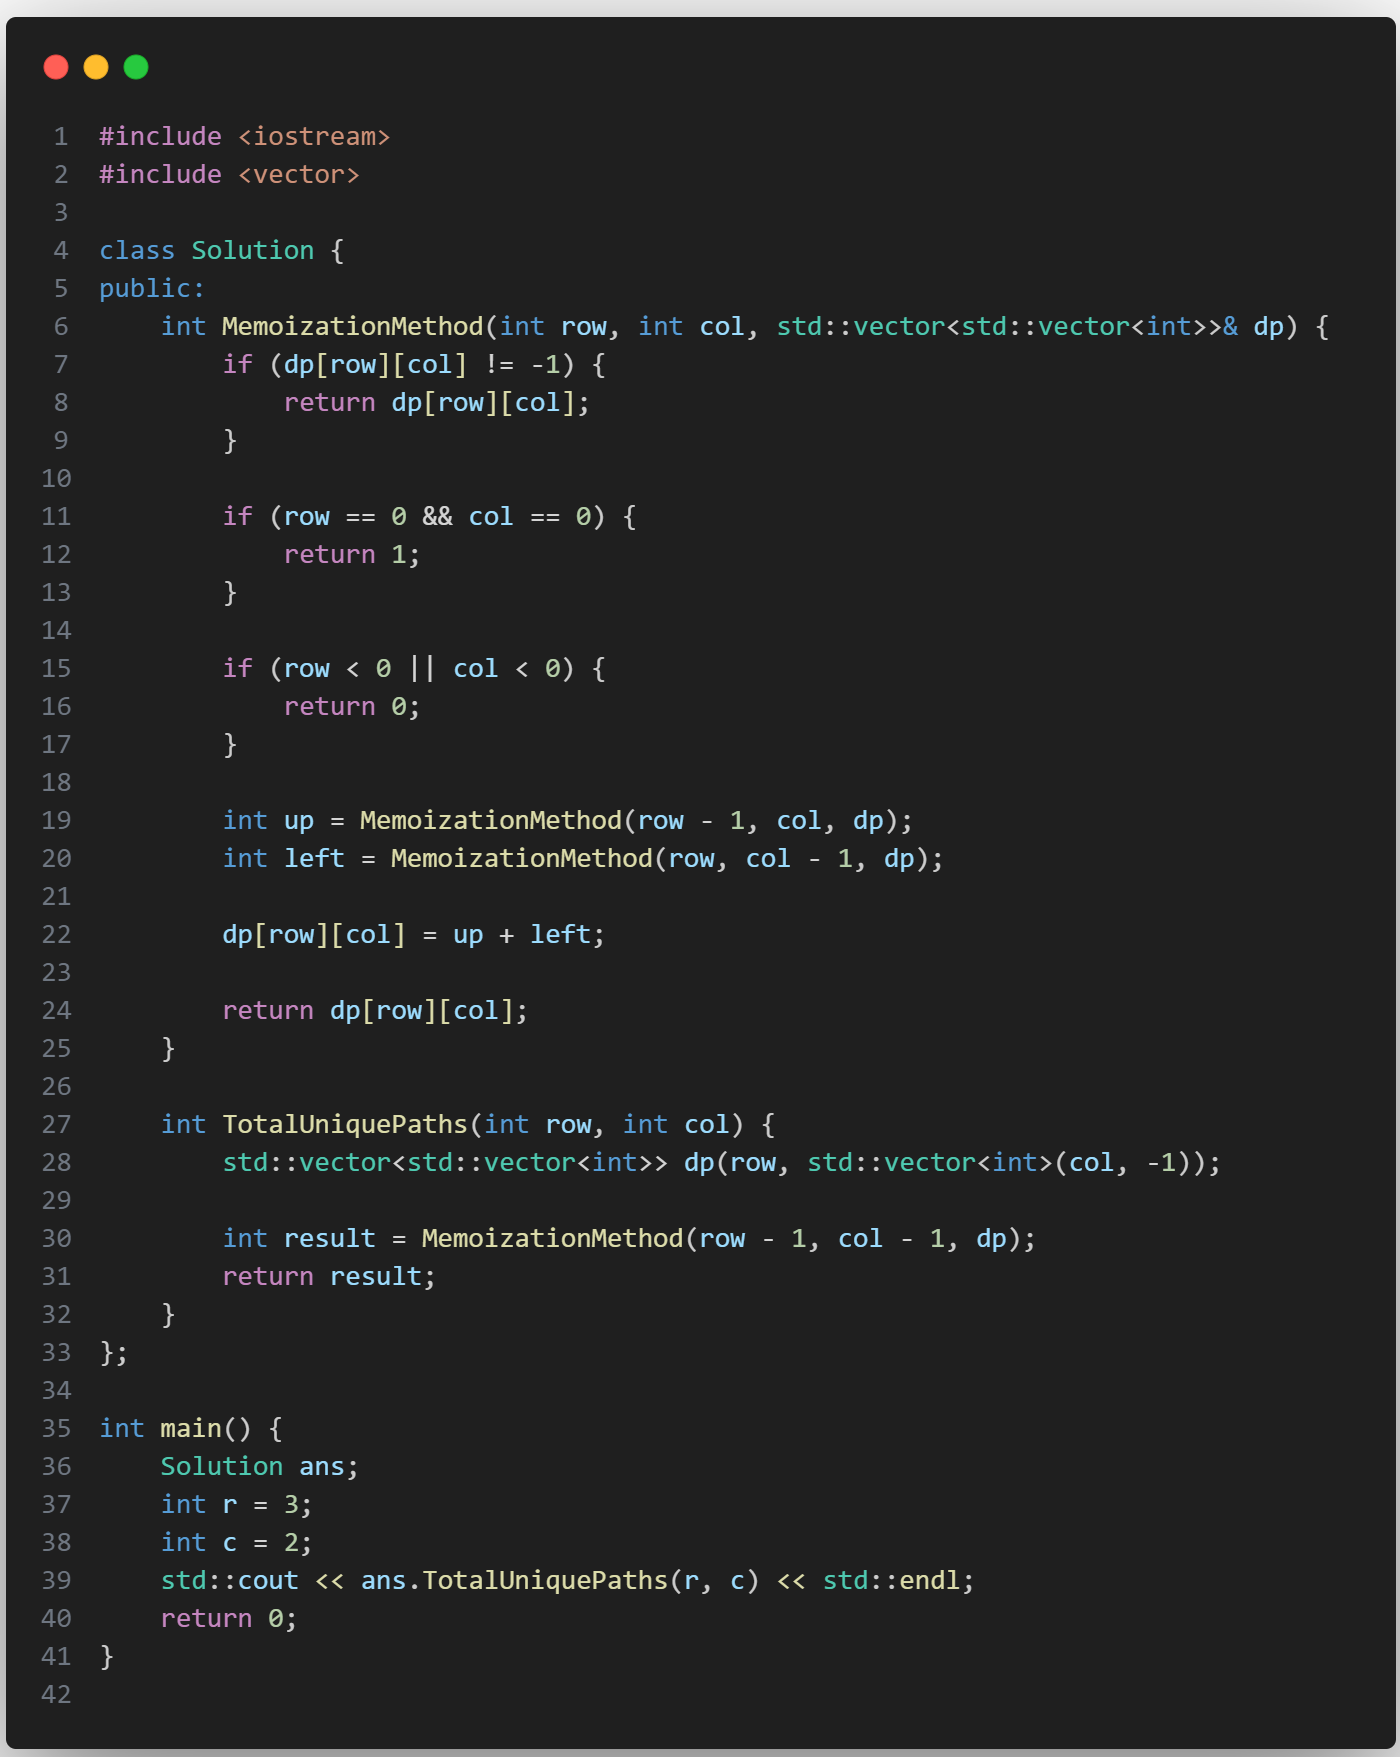 1 #include <iostream>
2 #include <vector>
3
4 class Solution {
5 public:
6     int MemoizationMethod(int row, int col, std::vector<std::vector<int>>& dp) {
7         if (dp[row][col] != -1) {
8             return dp[row][col];
9         }
10
11         if (row == 0 && col == 0) {
12             return 1;
13         }
14
15         if (row < 0 || col < 0) {
16             return 0;
17         }
18
19         int up = MemoizationMethod(row - 1, col, dp);
20         int left = MemoizationMethod(row, col - 1, dp);
21
22         dp[row][col] = up + left;
23
24         return dp[row][col];
25     }
26
27     int TotalUniquePaths(int row, int col) {
28         std::vector<std::vector<int>> dp(row, std::vector<int>(col, -1));
29
30         int result = MemoizationMethod(row - 1, col - 1, dp);
31         return result;
32     }
33 };
34
35 int main() {
36     Solution ans;
37     int r = 3;
38     int c = 2;
39     std::cout << ans.TotalUniquePaths(r, c) << std::endl;
40     return 0;
41 }
42